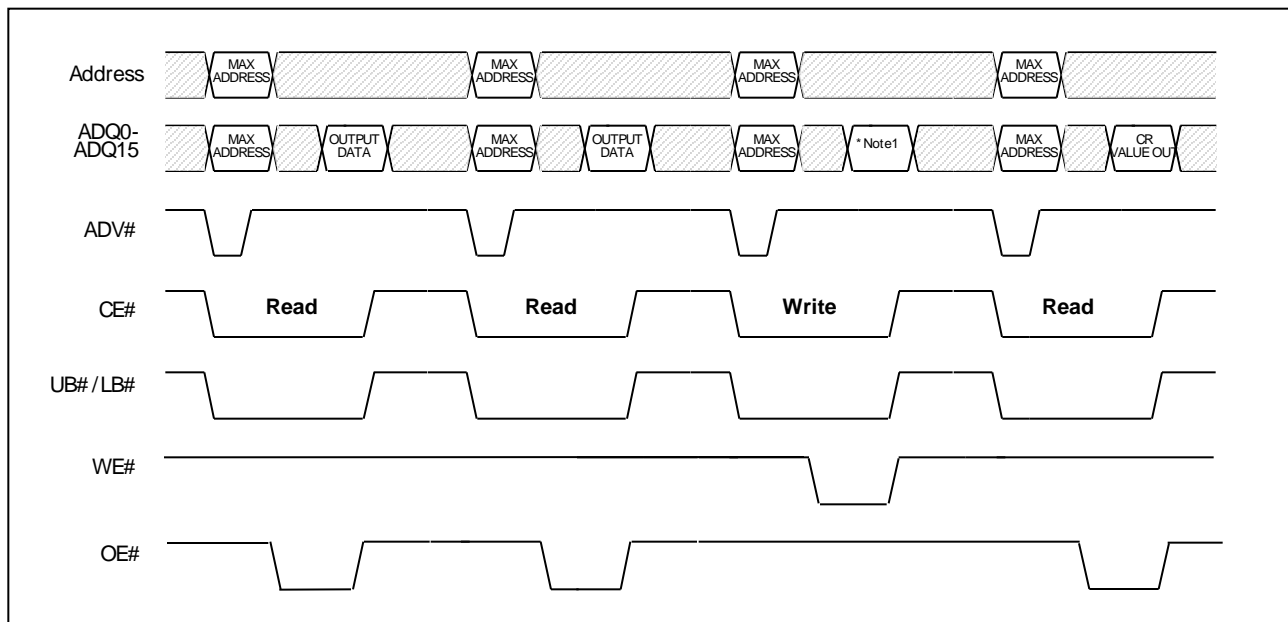 Address
MAX
ADDRESS
MAX
ADDRESS
MAX
ADDRESS
MAX
ADDRESS
ADQ0-
ADQ15
MAX
ADDRESS
OUTPUT
DATA
MAX
ADDRESS
OUTPUT
DATA
MAX
ADDRESS
*Note1
MAX
ADDRESS
CR
VALUE OUT
ADV#
CE#
Read
Read
Write
Read
UB# / LB#
WE#
OE#